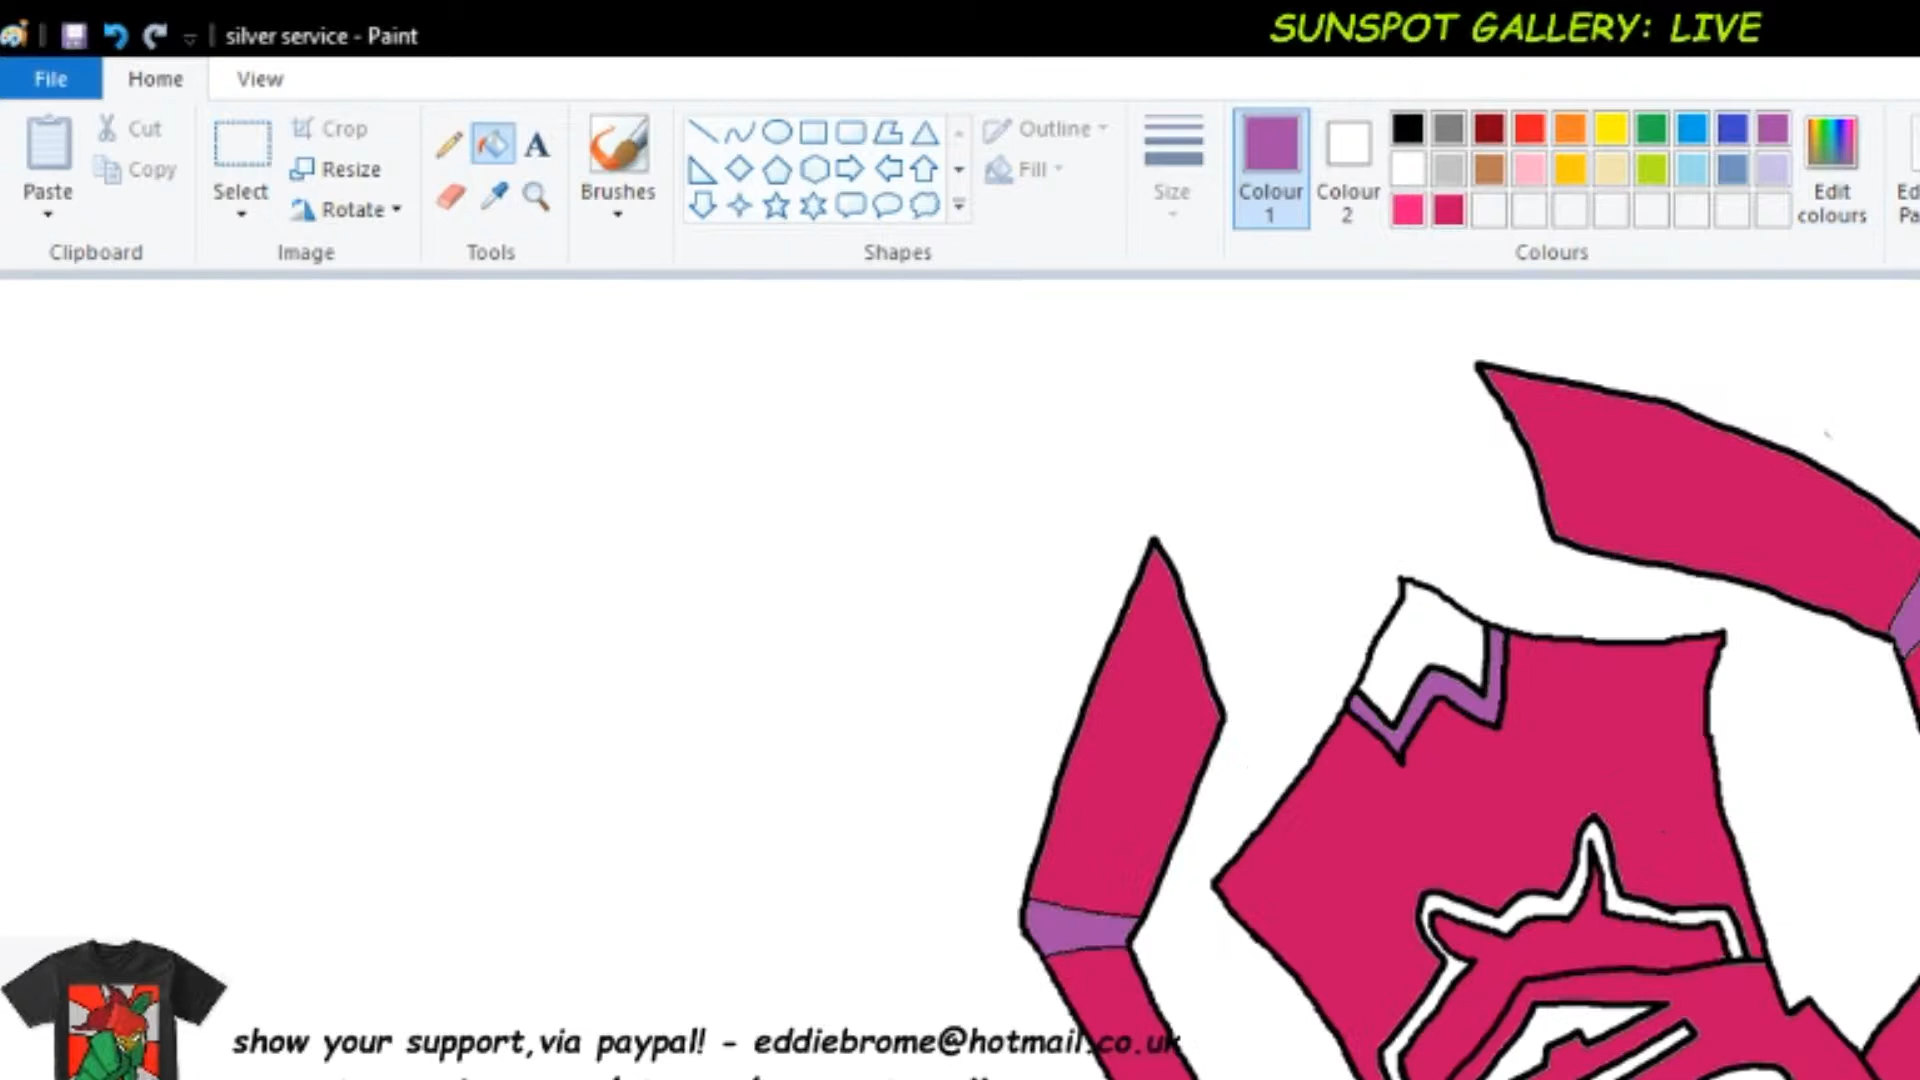 SUNSPOT GALLERY: LIVE
silver service - Paint
File Home View
Cut
Copy
Paste
Clipboard
Crop
Resize
Rotate
Select
Image
A
Tools
Brushes
Outline
Fill
Shapes
Size
Colour
1
Colour
2
Edit
colours
Colours
show your support,via paypal! - eddiebrome@hotmail.co.uk